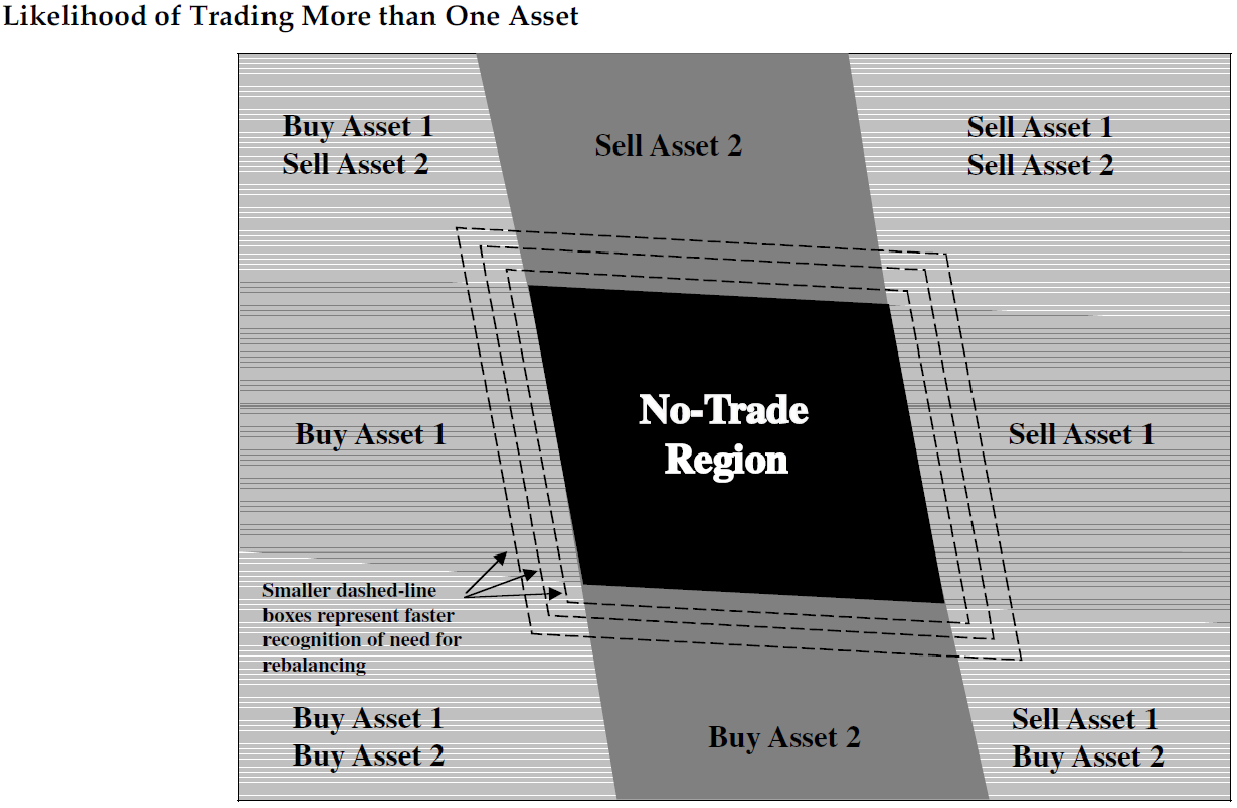 Likelihood of Trading More than One Asset
Buy Asset 1
Sell Asset 2
Sell Asset 2
Sell Asset 1
Sell Asset 2
No-Trade
Region
Buy Asset 1
Sell Asset 1
Smaller dashed-line
boxes represent faster
recognition of need for
rebalancing
Buy Asset 1
Buy Asset 2
Buy Asset 2
Sell Asset 1
Buy Asset 2